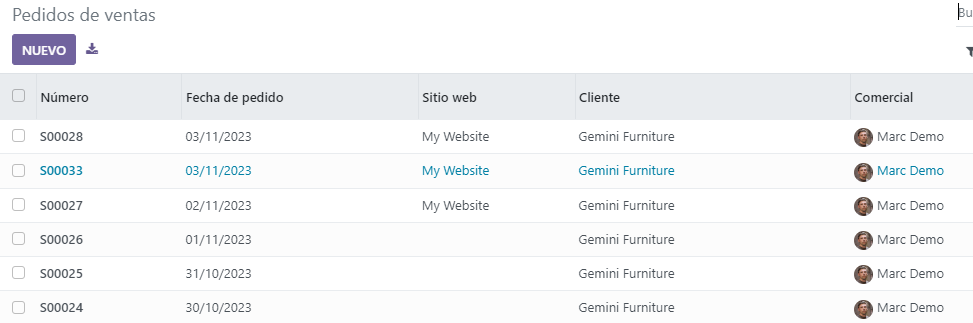 Pedidos de ventas
Bu
NUEVO
Número Fecha de pedido Sitio web Cliente Comercial
S00028 03/11/2023 My Website Gemini Furniture Marc Demo
S00033 03/11/2023 My Website Gemini Furniture Marc Demo
S00027 02/11/2023 My Website Gemini Furniture Marc Demo
S00026 01/11/2023 Gemini Furniture Marc Demo
S00025 31/10/2023 Gemini Furniture Marc Demo
S00024 30/10/2023 Gemini Furniture Marc Demo